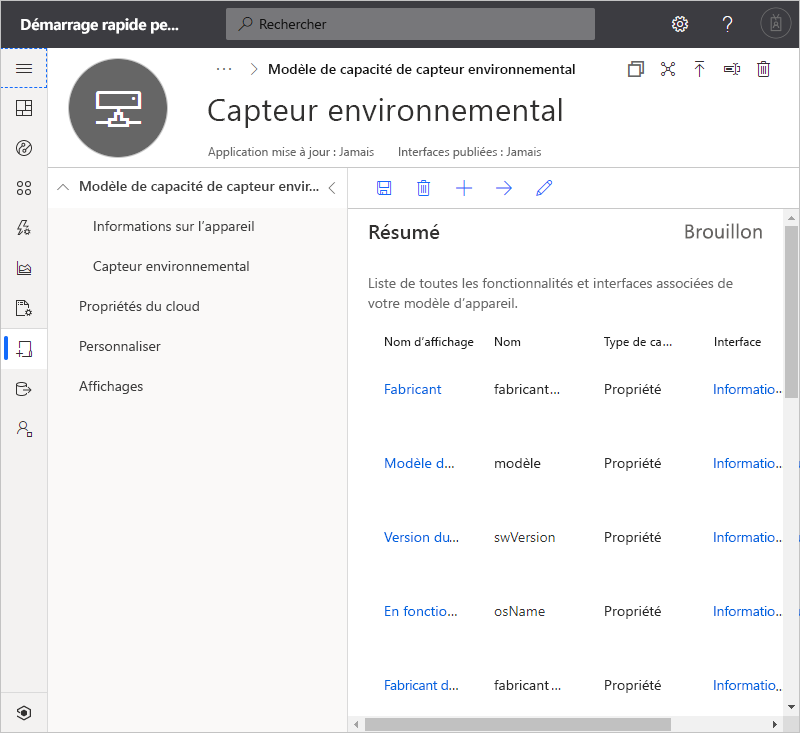 Démarrage rapide pe...
Rechercher
··· > Modèle de capacité de capteur environnemental
Capteur environnemental
Application mise à jour : Jamais Interfaces publiées : Jamais
Modèle de capacité de capteur envir...
Informations sur l'appareil
Capteur environnemental
Propriétés du cloud
Personnaliser
Affichages
Résumé
Brouillon
Liste de toutes les fonctionnalités et interfaces associées de
votre modèle d'appareil.
Nom d'affichage Nom Type de ca... Interface
Fabricant fabricant... Propriété Informatio..
Modèle d... modèle Propriété Informatio..
Version du... swVersion Propriété Informatio..
En fonctio... osName Propriété Informatio..
Fabricant d... fabricant ... Propriété Informatio..